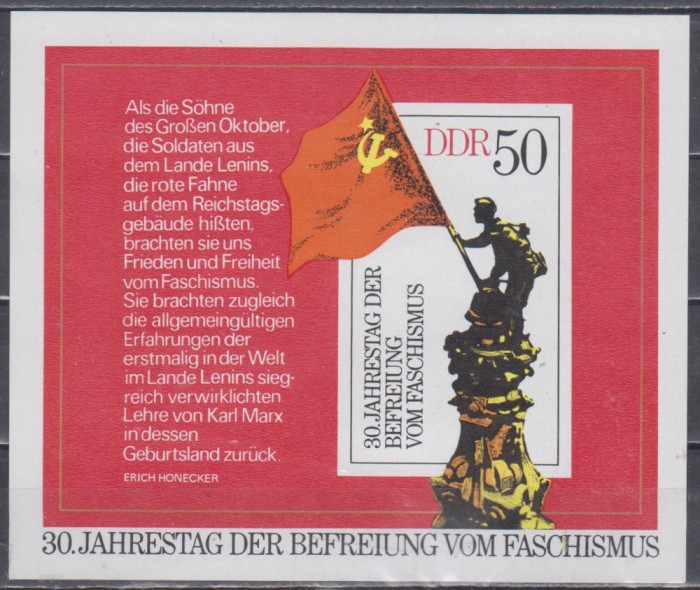 Als die Söhne
des Großen Oktober,
die Soldaten aus
dem Lande Lenins,
die rote Fahne
auf dem Reichstags-
gebäude hißten,
brachten sie uns
Frieden und Freiheit
vom Faschismus.
Sie brachten zugleich
die allgemeingültigen
Erfahrungen der
erstmalig in der Welt
im Lande Lenins sieg-
reich verwirklichten
Lehre von Karl Marx
in dessen
Geburtsland zurück.
ERICH HONECKER
DDR 50
30. JAHRESTAG DER
BEFREIUNG
VOM FASCHISMUS
30. JAHRESTAG DER BEFREIUNG VOM FASCHISMUS